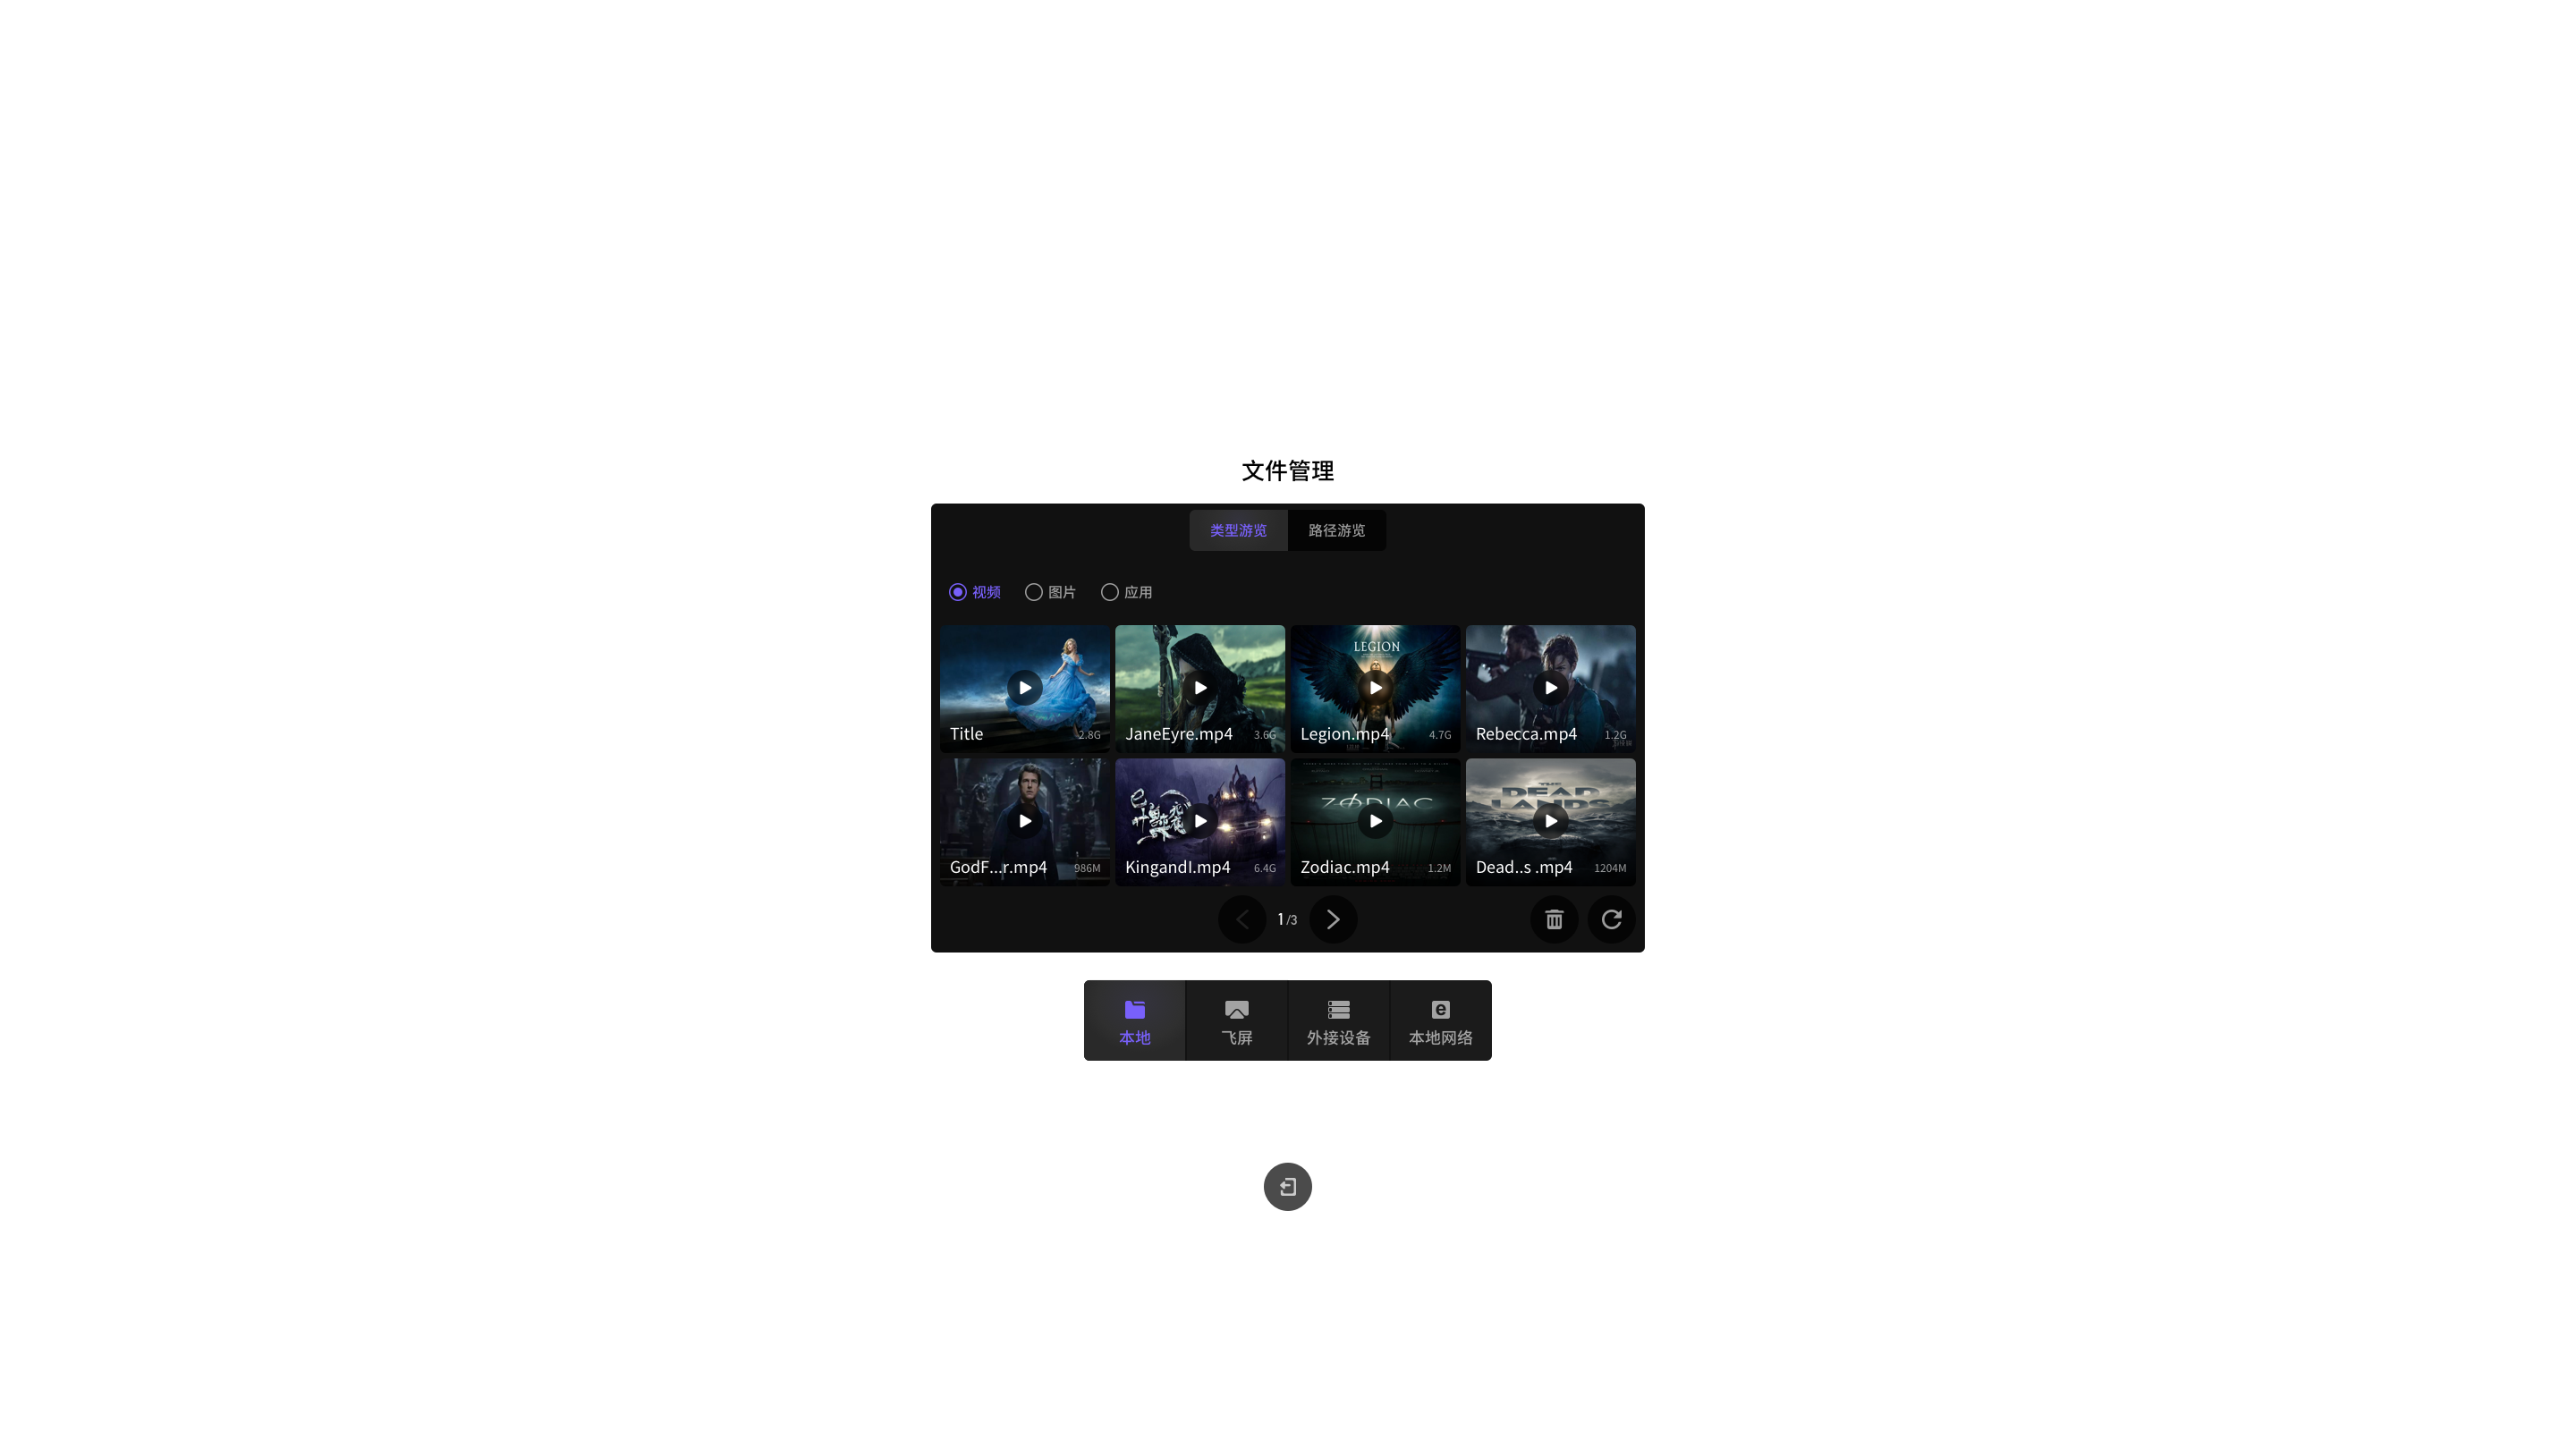 文件管理
类型游览 路径游览
视频 图片 应用
LEGION
Title 2.8G
JaneEyre.mp4 3.6G
Legion.mp4 4.7G
Rebecca.mp4 1.2G
ZODIAC
THE DEAD LANDS
GodF...r.mp4 986M
KingandI.mp4 6.4G
Zodiac.mp4 1.2M
Dead..s .mp4 1204M
1 /3
本地 飞屏 外接设备 本地网络